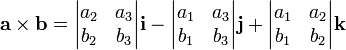 𝐚 × 𝐛 = |a₂ a₃; b₂ b₃| 𝐢 − |a₁ a₃; b₁ b₃| 𝐣 + |a₁ a₂; b₁ b₂| 𝐤